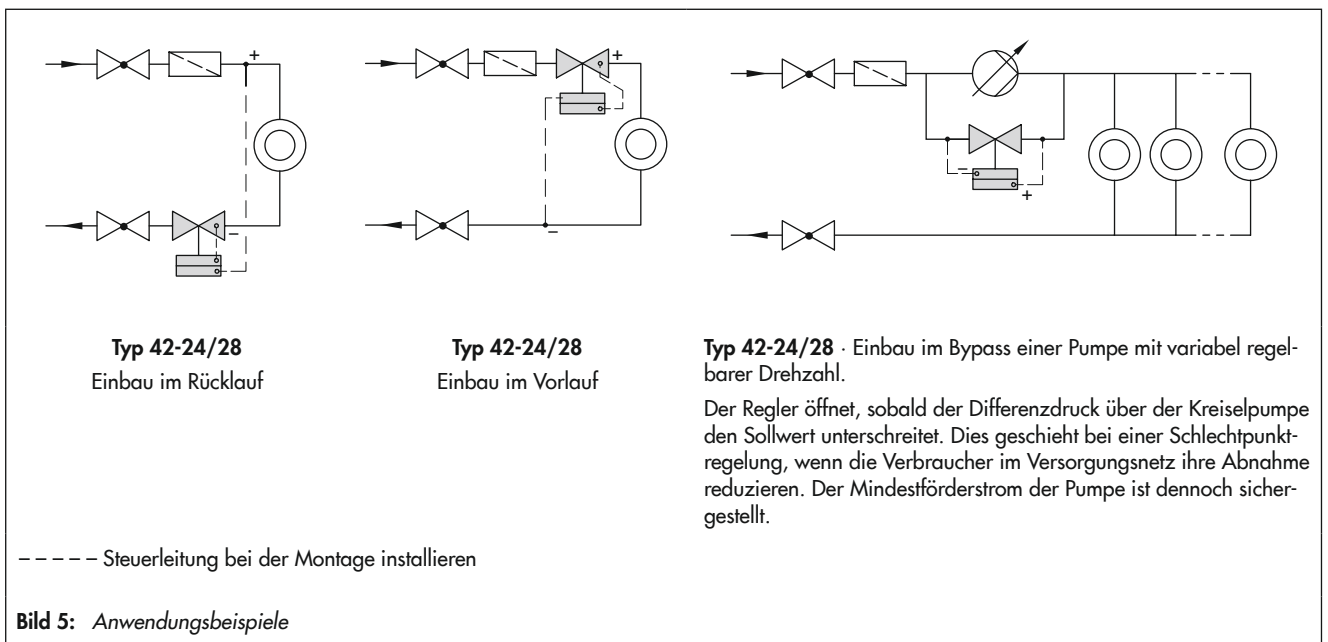 +
–
+
–
–
+
Typ 42-24/28
Einbau im Rücklauf
Typ 42-24/28
Einbau im Vorlauf
Typ 42-24/28 · Einbau im Bypass einer Pumpe mit variabel regel-
barer Drehzahl.
Der Regler öffnet, sobald der Differenzdruck über der Kreiselpumpe
den Sollwert unterschreitet. Dies geschieht bei einer Schlechtpunkt-
regelung, wenn die Verbraucher im Versorgungsnetz ihre Abnahme
reduzieren. Der Mindestförderstrom der Pumpe ist dennoch sicher-
gestellt.
– – – – – Steuerleitung bei der Montage installieren
Bild 5: Anwendungsbeispiele